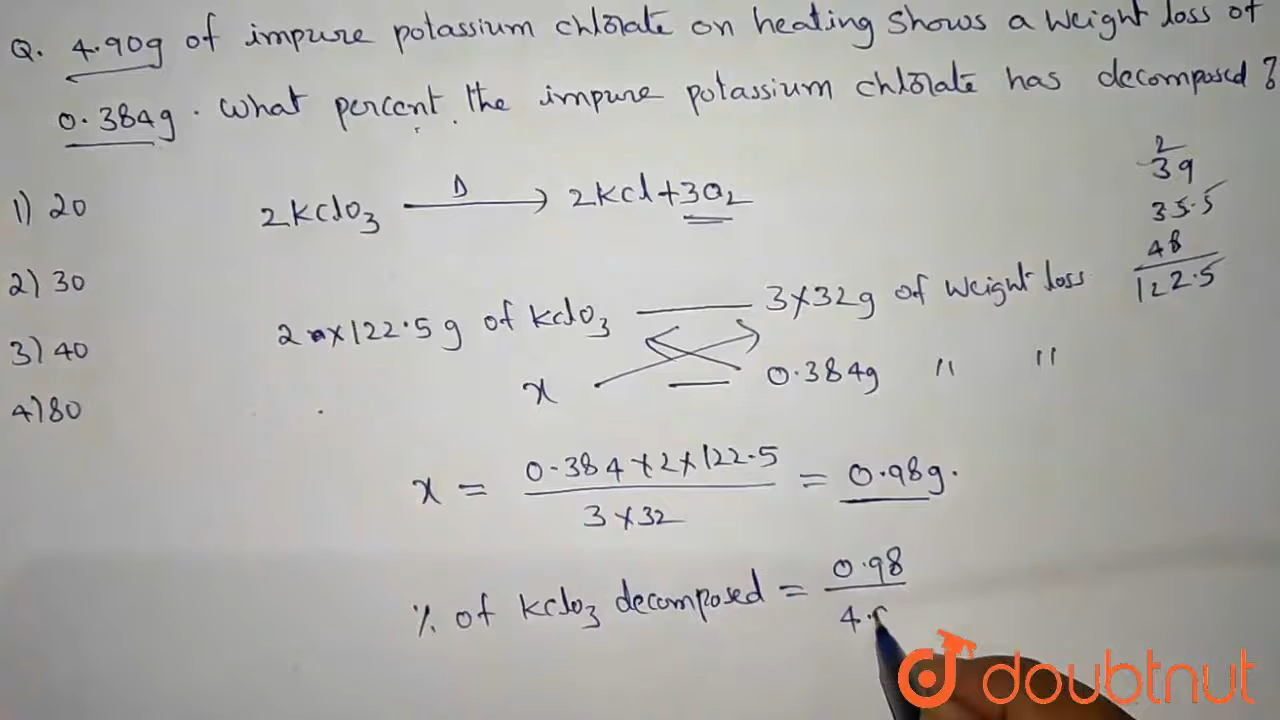 Q. 4.90g of impure potassium chlorate on heating shows a weight loss of
0.384g. What percent the impure potassium chlorate has decomposed?
1) 20
2) 30
3) 40
4) 80
2KClO3 —Δ→ 2KCl+3O2
2
39
35.5
48
122.5
2×122.5g of KClO3 — 3×32g of weight loss
x — 0.384g " "
x = 0.384×2×122.5 / 3×32 = 0.98g.
% of KClO3 decomposed = 0.98 / 4.
doubtnut